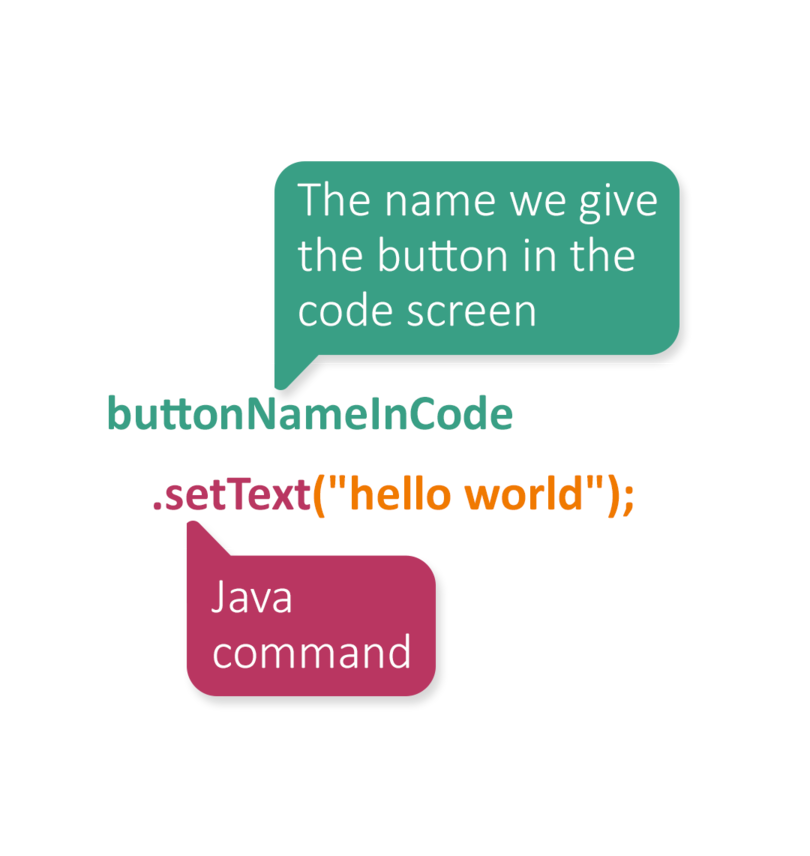 The name we give
the button in the
code screen
buttonNameInCode
.setText("hello world");
Java
command